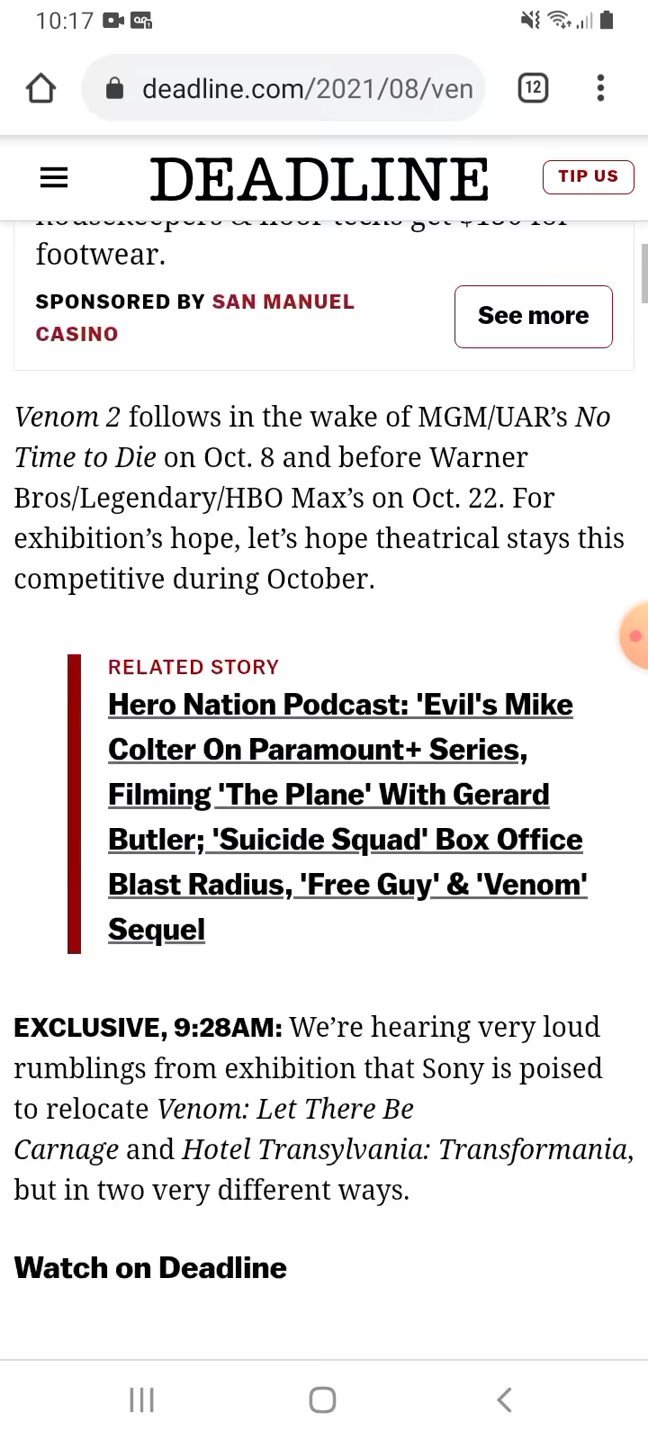 10:17
deadline.com/2021/08/ven
12
DEADLINE
TIP US
footwear.
SPONSORED BY SAN MANUEL
CASINO
See more
Venom 2 follows in the wake of MGM/UAR’s No
Time to Die on Oct. 8 and before Warner
Bros/Legendary/HBO Max’s on Oct. 22. For
exhibition’s hope, let’s hope theatrical stays this
competitive during October.
RELATED STORY
Hero Nation Podcast: 'Evil's Mike
Colter On Paramount+ Series,
Filming 'The Plane' With Gerard
Butler; 'Suicide Squad' Box Office
Blast Radius, 'Free Guy' & 'Venom'
Sequel
EXCLUSIVE, 9:28AM: We’re hearing very loud
rumblings from exhibition that Sony is poised
to relocate Venom: Let There Be
Carnage and Hotel Transylvania: Transformania,
but in two very different ways.
Watch on Deadline